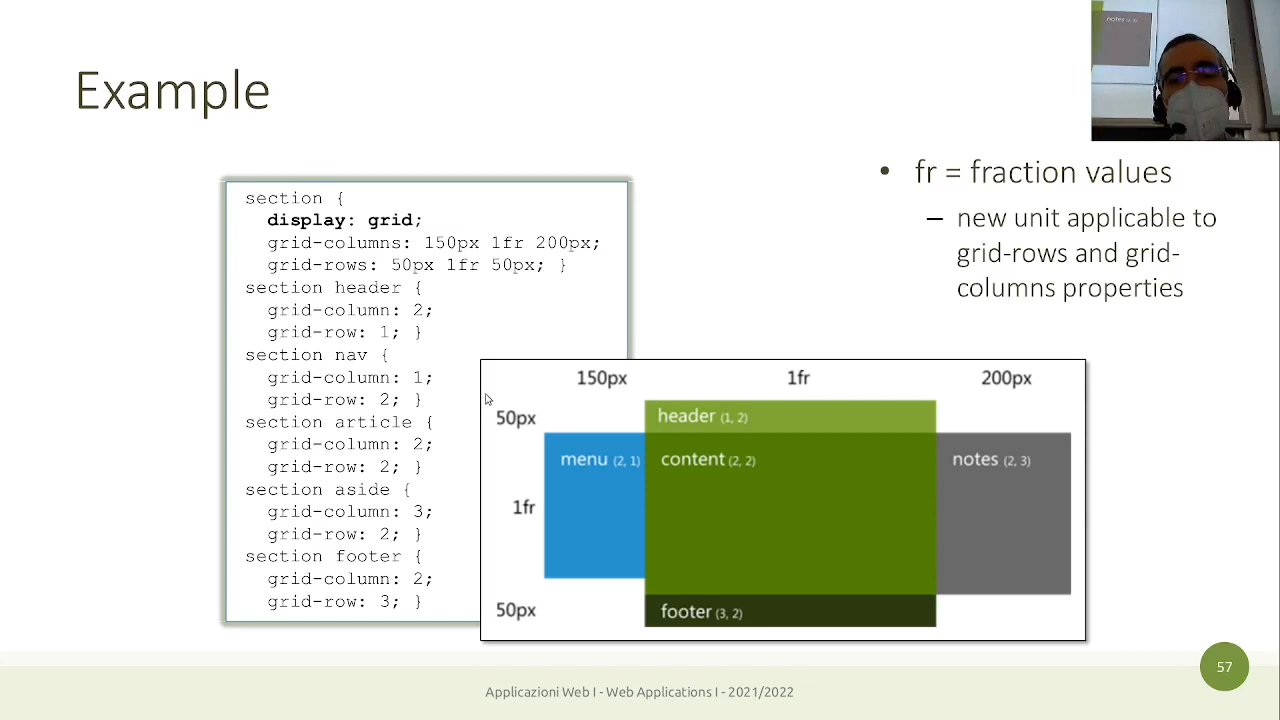 Example
notes
section {
display: grid;
grid-columns: 150px 1fr 200px;
grid-rows: 50px 1fr 50px; }
section header {
grid-column: 2;
grid-row: 1; }
section nav {
grid-column: 1;
grid-row: 2; }
section article {
grid-column: 2;
grid-row: 2; }
section aside {
grid-column: 3;
grid-row: 2; }
section footer {
grid-column: 2;
grid-row: 3; }
• fr = fraction values
– new unit applicable to
grid-rows and grid-
columns properties
150px 1fr 200px
50px header (1, 2)
menu (2, 1) content (2, 2) notes (2, 3)
1fr
50px footer (3, 2)
57
Applicazioni Web I - Web Applications I - 2021/2022